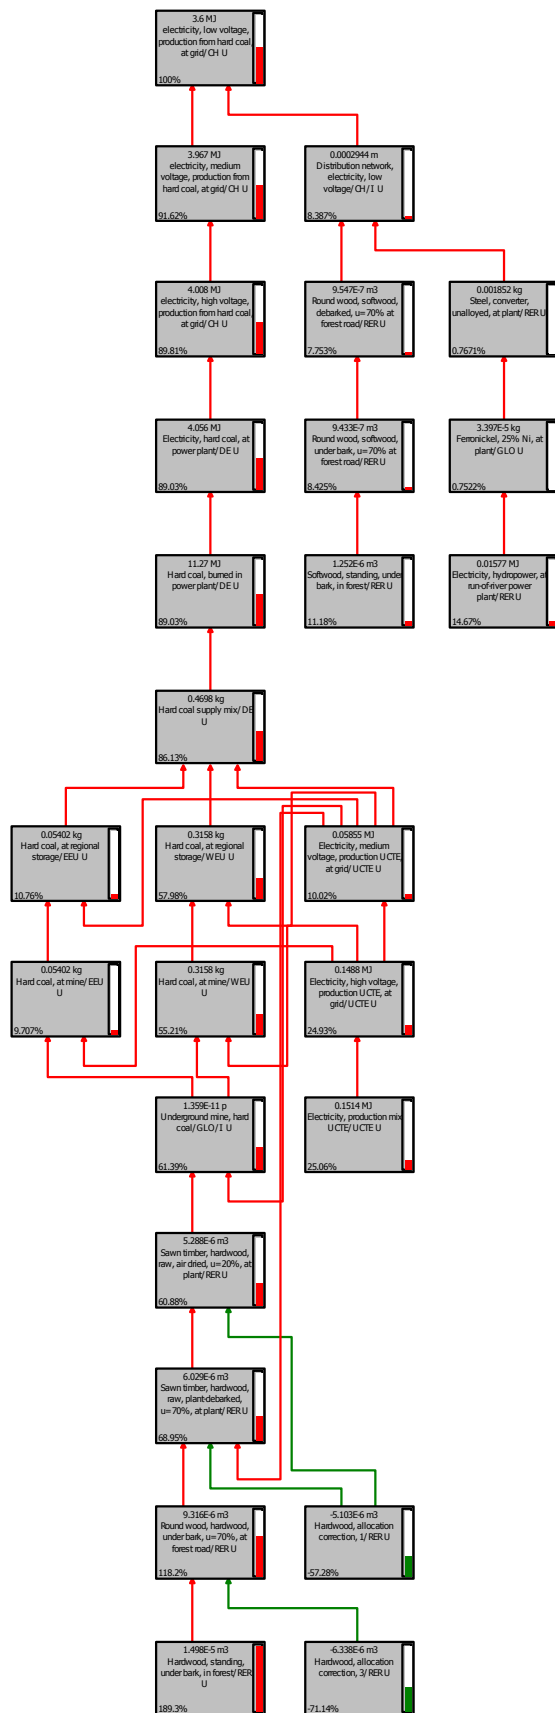 3.6 MJ
electricity, low voltage,
production from hard coal,
at grid/CH U
100%
3.967 MJ
electricity, medium
voltage, production from
hard coal, at grid/CH U
91.62%
0.0002944 m
Distribution network,
electricity, low
voltage/CH/I U
8.387%
4.008 MJ
electricity, high voltage,
production from hard coal,
at grid/CH U
89.81%
9.547E-7 m3
Round wood, softwood,
debarked, u=70% at
forest road/RER U
7.753%
0.001852 kg
Steel, converter,
unalloyed, at plant/RER U
0.7671%
4.056 MJ
Electricity, hard coal, at
power plant/DE U
89.03%
9.433E-7 m3
Round wood, softwood,
under bark, u=70% at
forest road/RER U
8.425%
3.397E-5 kg
Ferronickel, 25% Ni, at
plant/GLO U
0.7522%
11.27 MJ
Hard coal, burned in
power plant/DE U
89.03%
1.252E-6 m3
Softwood, standing, under
bark, in forest/RER U
11.18%
0.01577 MJ
Electricity, hydropower, at
run-of-river power
plant/RER U
14.67%
0.4698 kg
Hard coal supply mix/DE
U
86.13%
0.05402 kg
Hard coal, at regional
storage/EEU U
10.76%
0.3158 kg
Hard coal, at regional
storage/WEU U
57.98%
0.05855 MJ
Electricity, medium
voltage, production UCTE,
at grid/UCTE U
10.02%
0.05402 kg
Hard coal, at mine/EEU
U
9.707%
0.3158 kg
Hard coal, at mine/WEU
U
55.21%
0.1488 MJ
Electricity, high voltage,
production UCTE, at
grid/UCTE U
24.93%
1.359E-11 p
Underground mine, hard
coal/GLO/I U
61.39%
0.1514 MJ
Electricity, production mix
UCTE/UCTE U
25.06%
5.288E-6 m3
Sawn timber, hardwood,
raw, air dried, u=20%, at
plant/RER U
60.88%
6.029E-6 m3
Sawn timber, hardwood,
raw, plant-debarked,
u=70%, at plant/RER U
68.95%
9.316E-6 m3
Round wood, hardwood,
under bark, u=70%, at
forest road/RER U
118.2%
-5.103E-6 m3
Hardwood, allocation
correction, 1/RER U
-57.28%
1.498E-5 m3
Hardwood, standing,
under bark, in forest/RER
U
189.3%
-6.338E-6 m3
Hardwood, allocation
correction, 3/RER U
-71.14%